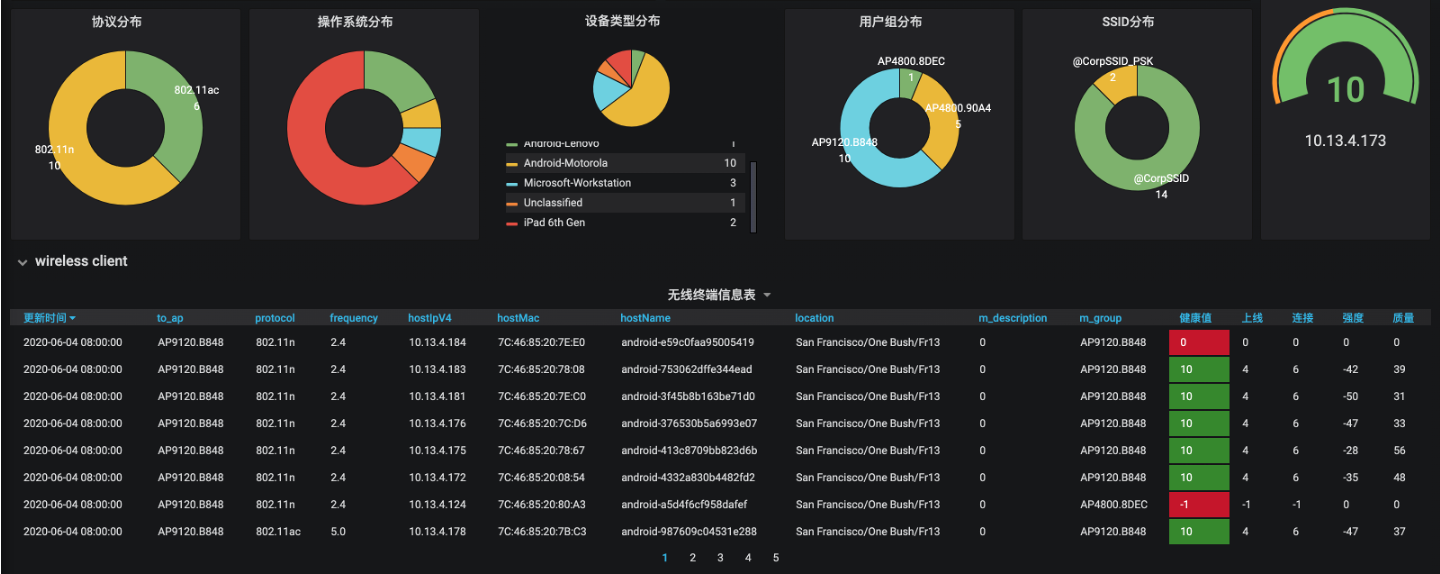 协议分布
802.11ac
6
802.11n
10
操作系统分布
设备类型分布
Android-Lenovo 1
Android-Motorola 10
Microsoft-Workstation 3
Unclassified 1
iPad 6th Gen 2
用户组分布
AP4800.8DEC
1
AP4800.90A4
5
AP9120.B848
10
SSID分布
@CorpSSID_PSK
2
@CorpSSID
14
10
10.13.4.173
wireless client
无线终端信息表
更新时间 to_ap protocol frequency hostIpV4 hostMac hostName location m_description m_group 健康值 上线 连接 强度 质量
2020-06-04 08:00:00 AP9120.B848 802.11n 2.4 10.13.4.184 7C:46:85:20:7E:E0 android-e59c0faa95005419 San Francisco/One Bush/Fr13 0 AP9120.B848 0 0 0 0 0
2020-06-04 08:00:00 AP9120.B848 802.11n 2.4 10.13.4.183 7C:46:85:20:78:08 android-753062dffe344ead San Francisco/One Bush/Fr13 0 AP9120.B848 10 4 6 -42 39
2020-06-04 08:00:00 AP9120.B848 802.11n 2.4 10.13.4.181 7C:46:85:20:7E:C0 android-3f45b8b163be71d0 San Francisco/One Bush/Fr13 0 AP9120.B848 10 4 6 -50 31
2020-06-04 08:00:00 AP9120.B848 802.11n 2.4 10.13.4.176 7C:46:85:20:7C:D6 android-376530b5a6993e07 San Francisco/One Bush/Fr13 0 AP9120.B848 10 4 6 -47 33
2020-06-04 08:00:00 AP9120.B848 802.11n 2.4 10.13.4.175 7C:46:85:20:78:67 android-413c8709bb823d6b San Francisco/One Bush/Fr13 0 AP9120.B848 10 4 6 -28 56
2020-06-04 08:00:00 AP9120.B848 802.11n 2.4 10.13.4.172 7C:46:85:20:08:54 android-4332a830b4482fd2 San Francisco/One Bush/Fr13 0 AP9120.B848 10 4 6 -35 48
2020-06-04 08:00:00 AP9120.B848 802.11n 2.4 10.13.4.124 7C:46:85:20:80:A3 android-a5d4f6cf958dafef San Francisco/One Bush/Fr13 0 AP4800.8DEC -1 -1 -1 0 0
2020-06-04 08:00:00 AP9120.B848 802.11ac 5.0 10.13.4.178 7C:46:85:20:7B:C3 android-987609c04531e288 San Francisco/One Bush/Fr13 0 AP9120.B848 10 4 6 -47 37
1 2 3 4 5